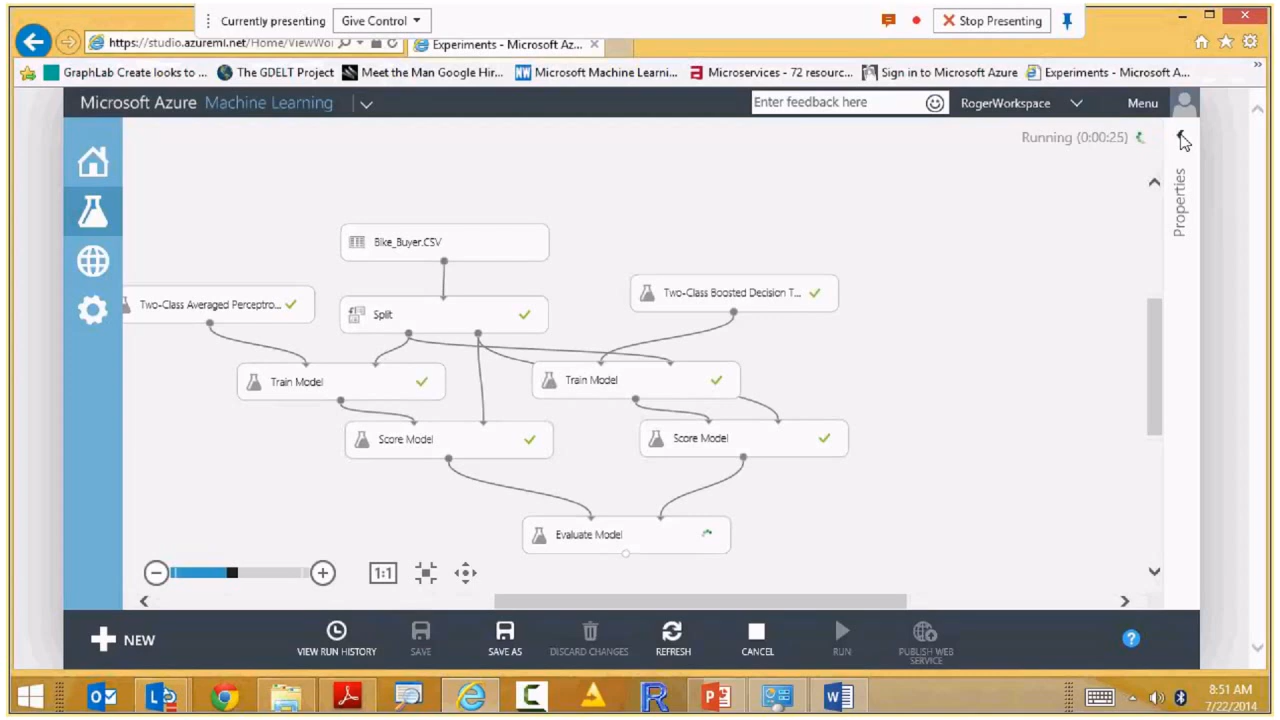 Currently presenting
Give Control
Stop Presenting
https://studio.azureml.net/Home/ViewWoi
Experiments - Microsoft Az...
GraphLab Create looks to ...
The GDELT Project
Meet the Man Google Hir...
Microsoft Machine Learni...
Microservices - 72 resourc...
Sign in to Microsoft Azure
Experiments - Microsoft A...
Microsoft Azure Machine Learning
Enter feedback here
RogerWorkspace
Menu
Running (0:00:25)
Properties
Bike_Buyer.CSV
Two-Class Averaged Perceptro...
Two-Class Boosted Decision T...
Split
Train Model
Train Model
Score Model
Score Model
Evaluate Model
1:1
NEW
VIEW RUN HISTORY
SAVE
SAVE AS
DISCARD CHANGES
REFRESH
CANCEL
RUN
PUBLISH WEB
SERVICE
8:51 AM
7/22/2014